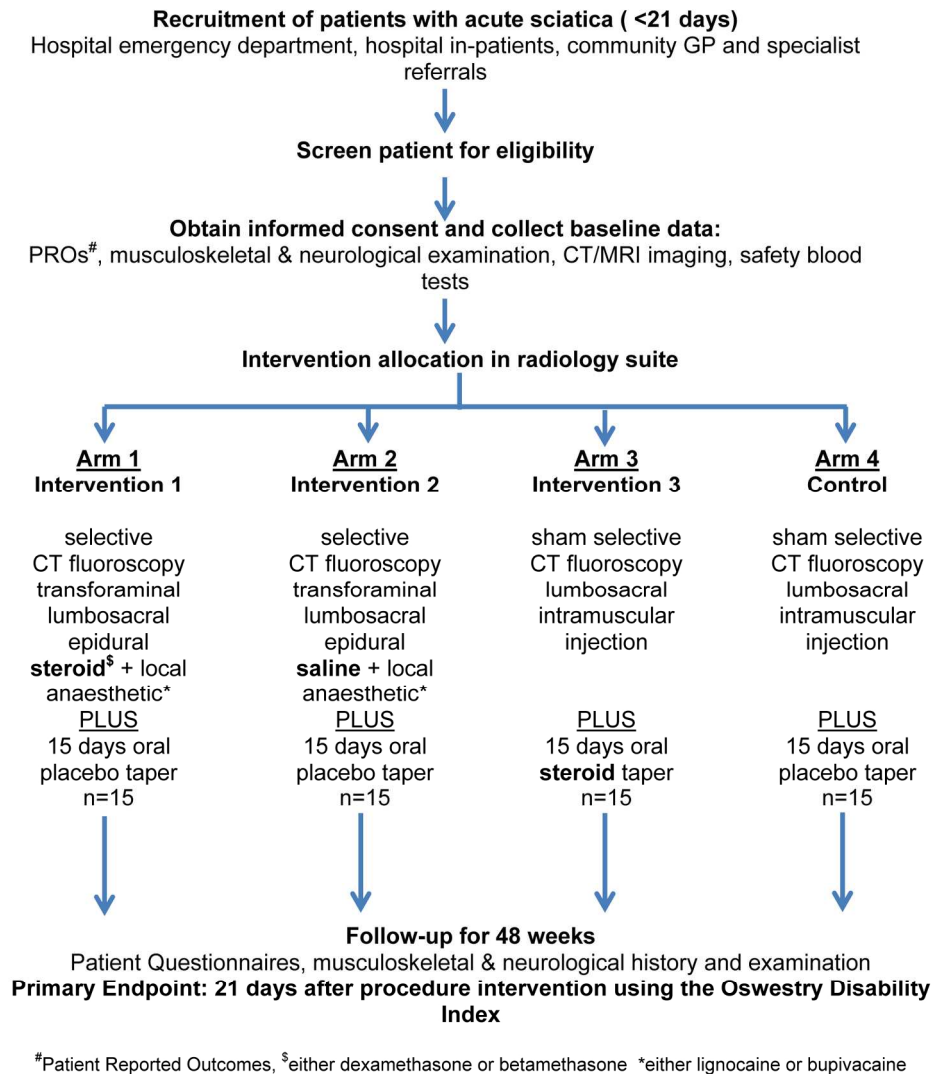 Recruitment of patients with acute sciatica ( <21 days)
Hospital emergency department, hospital in-patients, community GP and specialist
referrals
Screen patient for eligibility
Obtain informed consent and collect baseline data:
PROs#, musculoskeletal & neurological examination, CT/MRI imaging, safety blood
tests
Intervention allocation in radiology suite
Arm 1
Intervention 1
selective
CT fluoroscopy
transforaminal
lumbosacral
epidural
steroid$ + local
anaesthetic*
PLUS
15 days oral
placebo taper
n=15
Arm 2
Intervention 2
selective
CT fluoroscopy
transforaminal
lumbosacral
epidural
saline + local
anaesthetic*
PLUS
15 days oral
placebo taper
n=15
Arm 3
Intervention 3
sham selective
CT fluoroscopy
lumbosacral
intramuscular
injection
PLUS
15 days oral
steroid taper
n=15
Arm 4
Control
sham selective
CT fluoroscopy
lumbosacral
intramuscular
injection
PLUS
15 days oral
placebo taper
n=15
Follow-up for 48 weeks
Patient Questionnaires, musculoskeletal & neurological history and examination
Primary Endpoint: 21 days after procedure intervention using the Oswestry Disability
Index
#Patient Reported Outcomes, $either dexamethasone or betamethasone *either lignocaine or bupivacaine